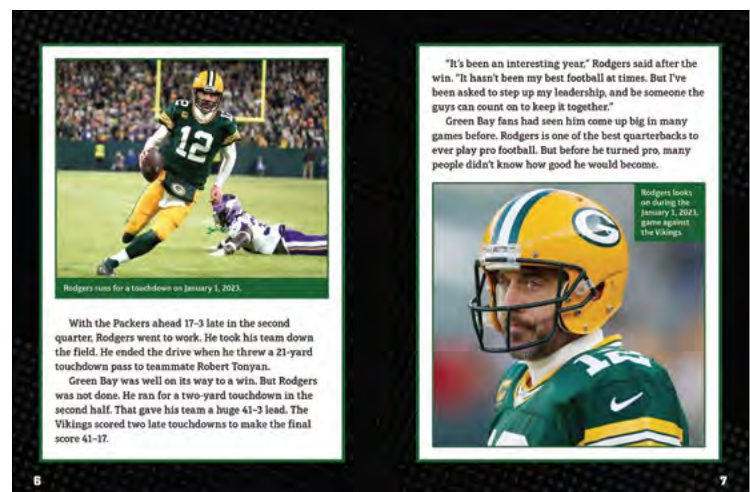 12
Rodgers runs for a touchdown on January 1, 2023.
With the Packers ahead 17–3 late in the second
quarter, Rodgers went to work. He took his team down
the field. He ended the drive when he threw a 21-yard
touchdown pass to teammate Robert Tonyan.
Green Bay was well on its way to a win. But Rodgers
was not done. He ran for a two-yard touchdown in the
second half. That gave his team a huge 41–3 lead. The
Vikings scored two late touchdowns to make the final
score 41–17.
6
"It's been an interesting year," Rodgers said after the
win. "It hasn't been my best football at times. But I've
been asked to step up my leadership, and be someone the
guys can count on to keep it together."
Green Bay fans had seen him come up big in many
games before. Rodgers is one of the best quarterbacks to
ever play pro football. But before he turned pro, many
people didn't know how good he would become.
Rodgers looks
on during the
January 1, 2023,
game against
the Vikings.
G
12
7